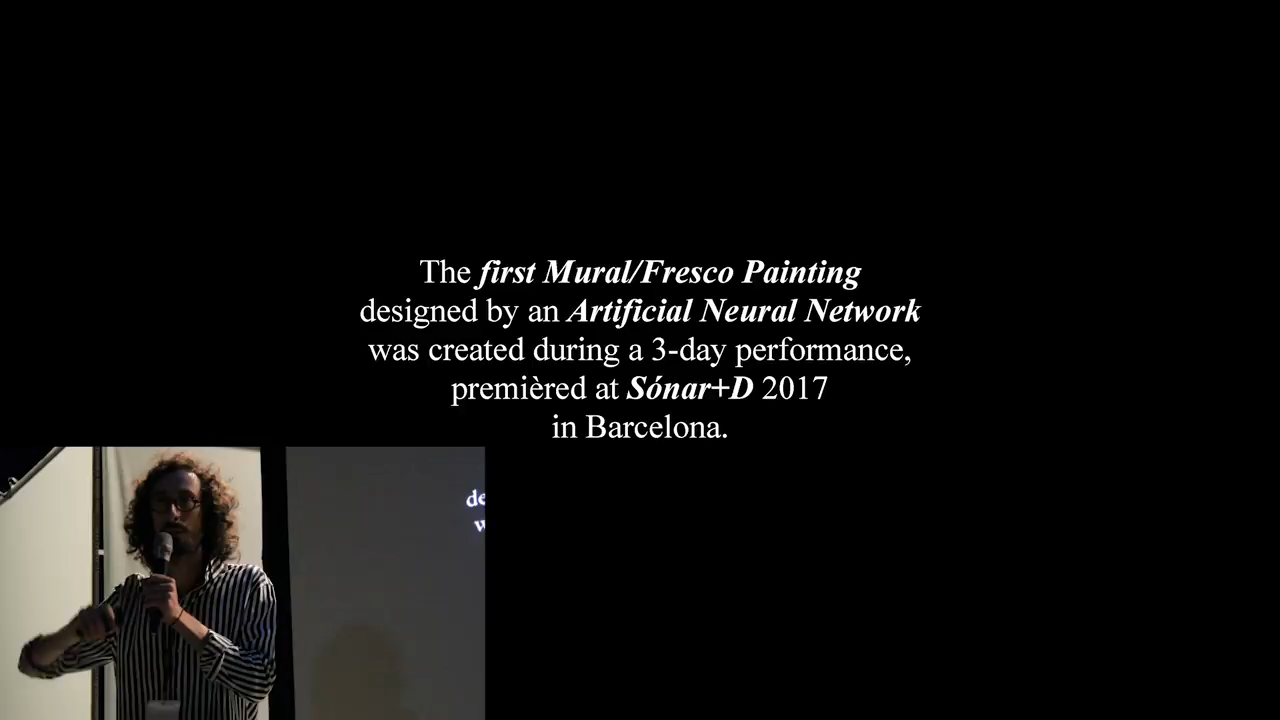 The first Mural/Fresco Painting
designed by an Artificial Neural Network
was created during a 3-day performance,
premièred at Sónar+D 2017
in Barcelona.
de
w